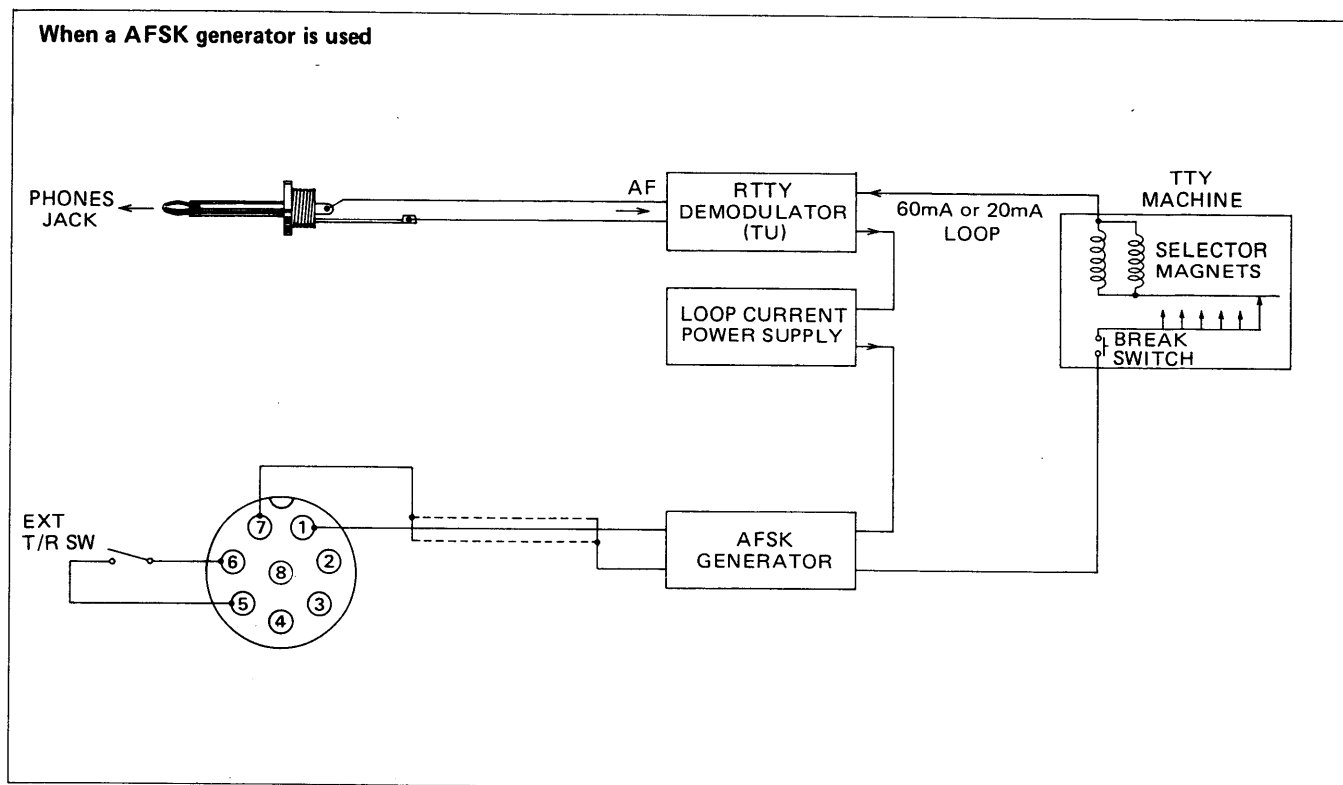 When a AFSK generator is used
PHONES
JACK
AF
RTTY
DEMODULATOR
(TU)
60mA or 20mA
LOOP
TTY
MACHINE
SELECTOR
MAGNETS
BREAK
SWITCH
LOOP CURRENT
POWER SUPPLY
EXT
T/R SW
7
1
6
8
2
5
4
3
AFSK
GENERATOR